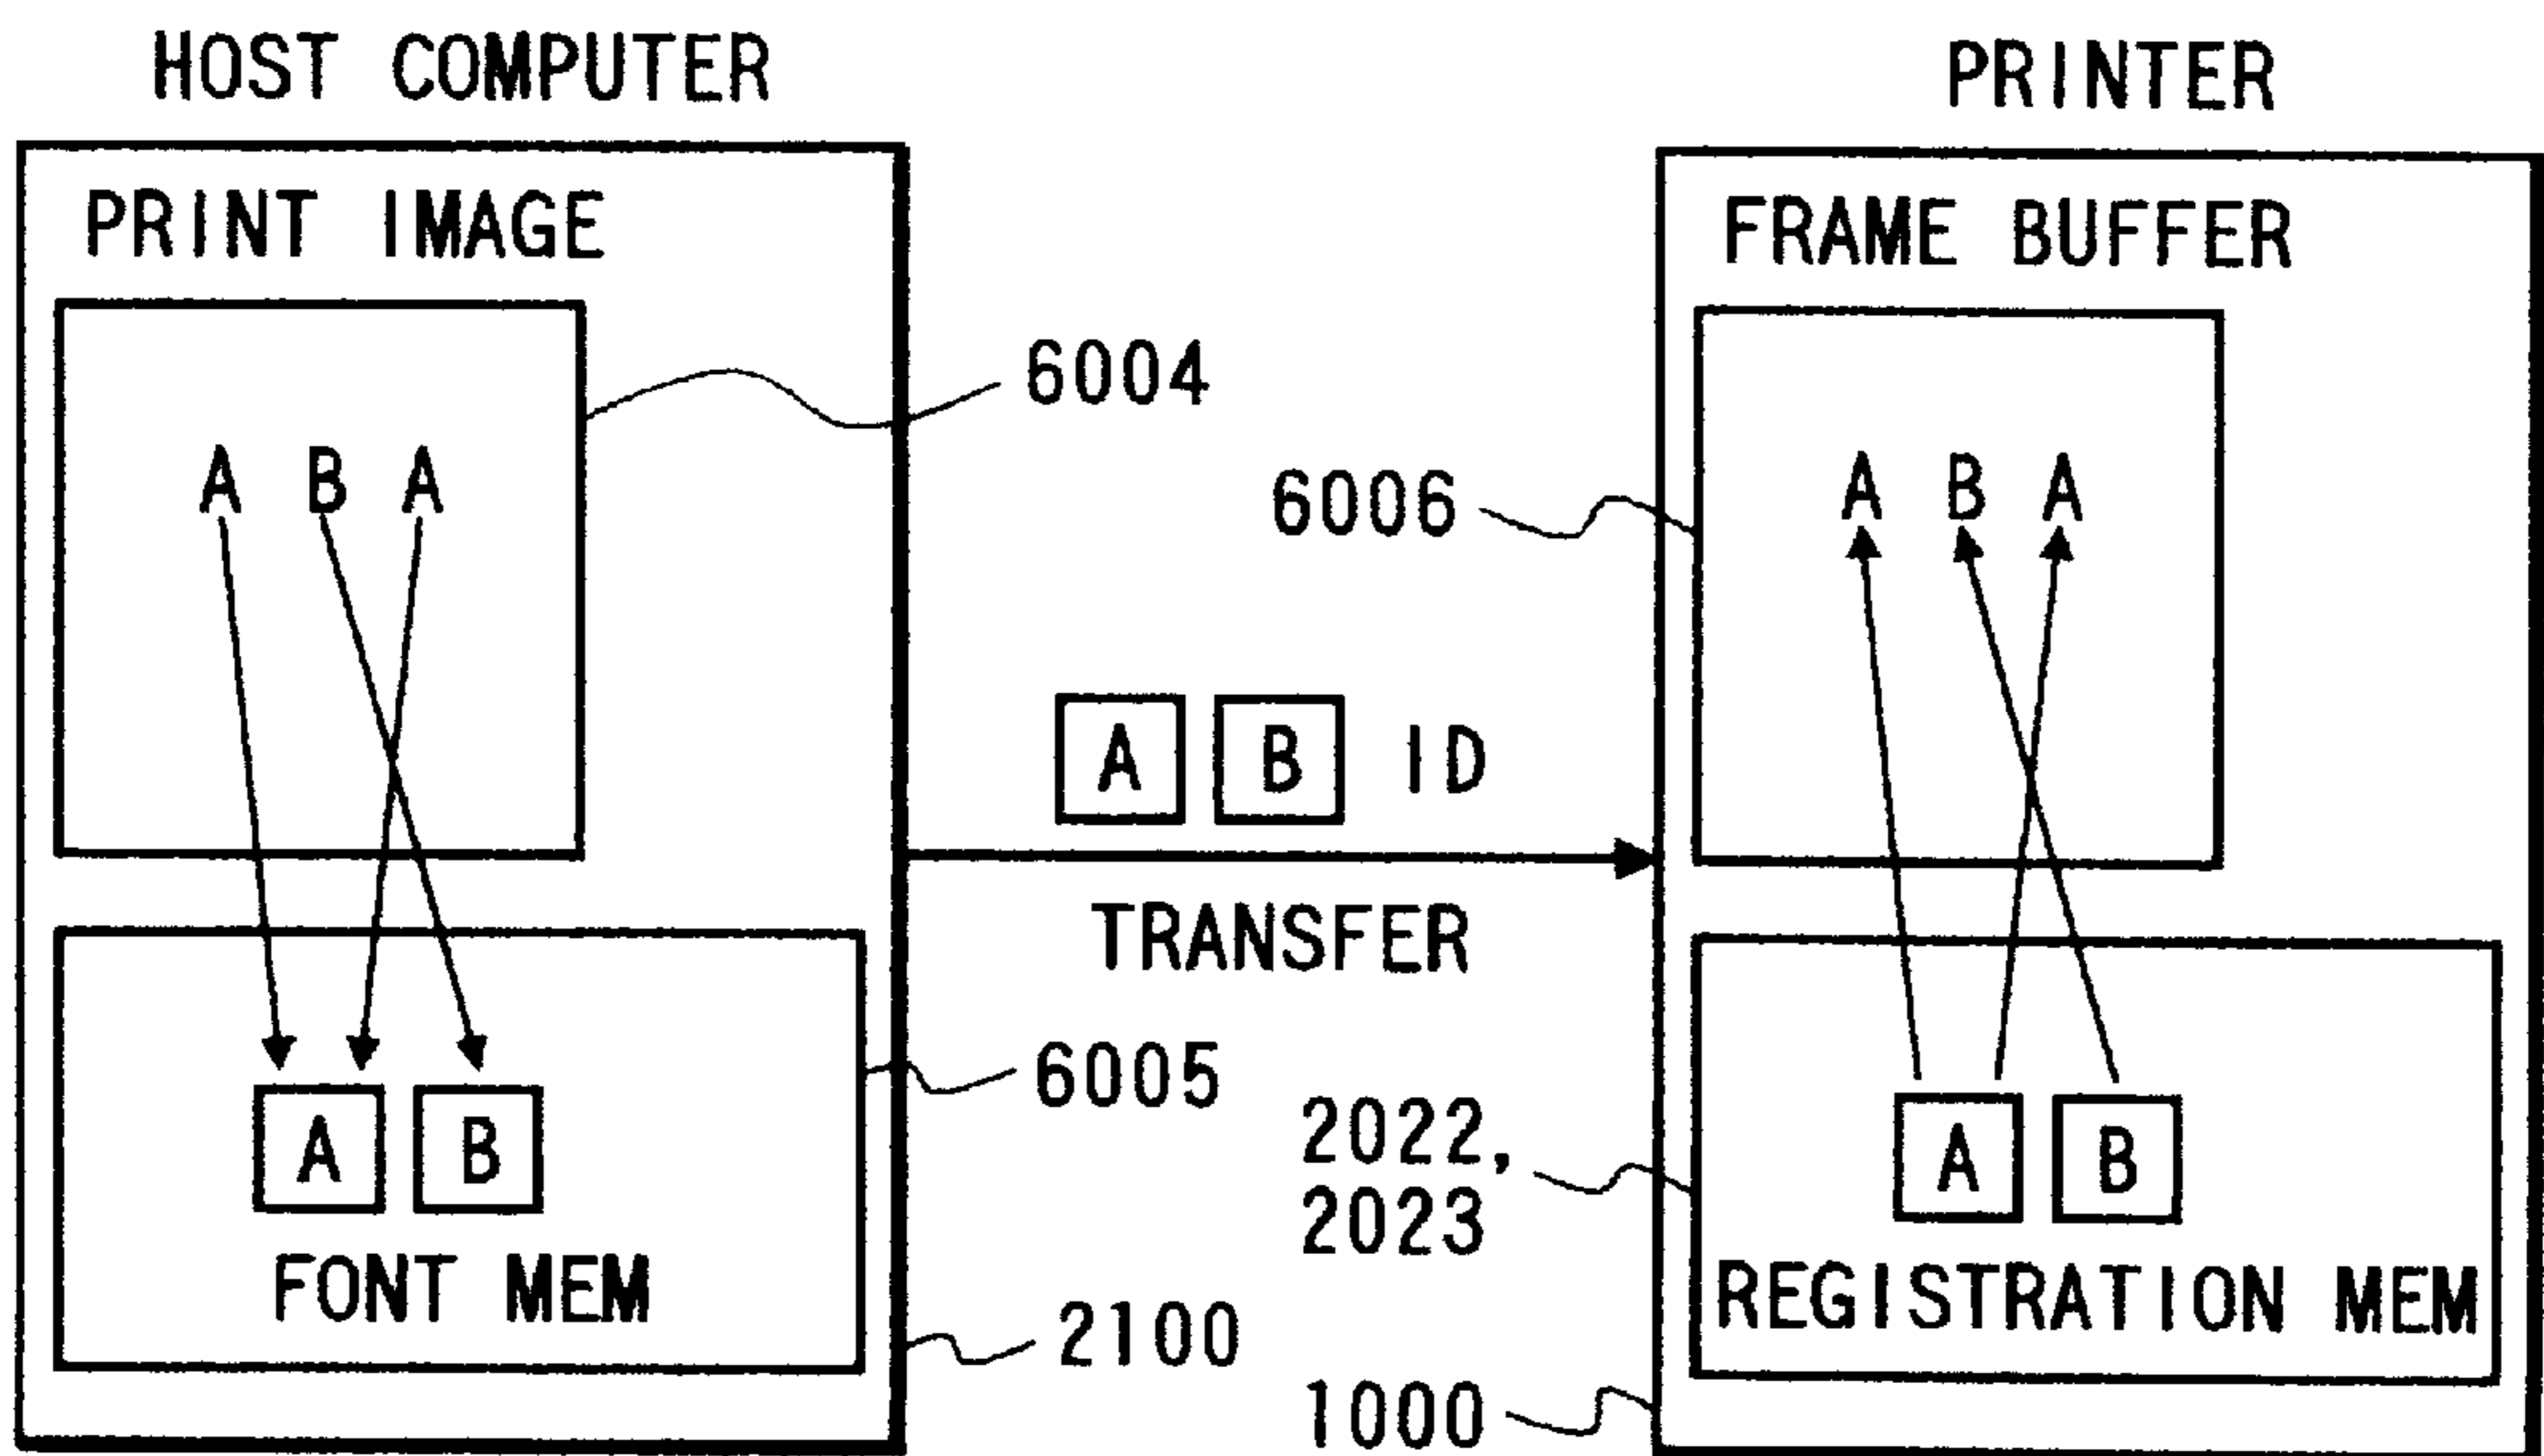 HOST COMPUTER
PRINT IMAGE
6004
A B A
A B ID
TRANSFER
6005
A B
FONT MEM
2100
PRINTER
FRAME BUFFER
6006
A B A
2022,
2023
A B
REGISTRATION MEM
1000